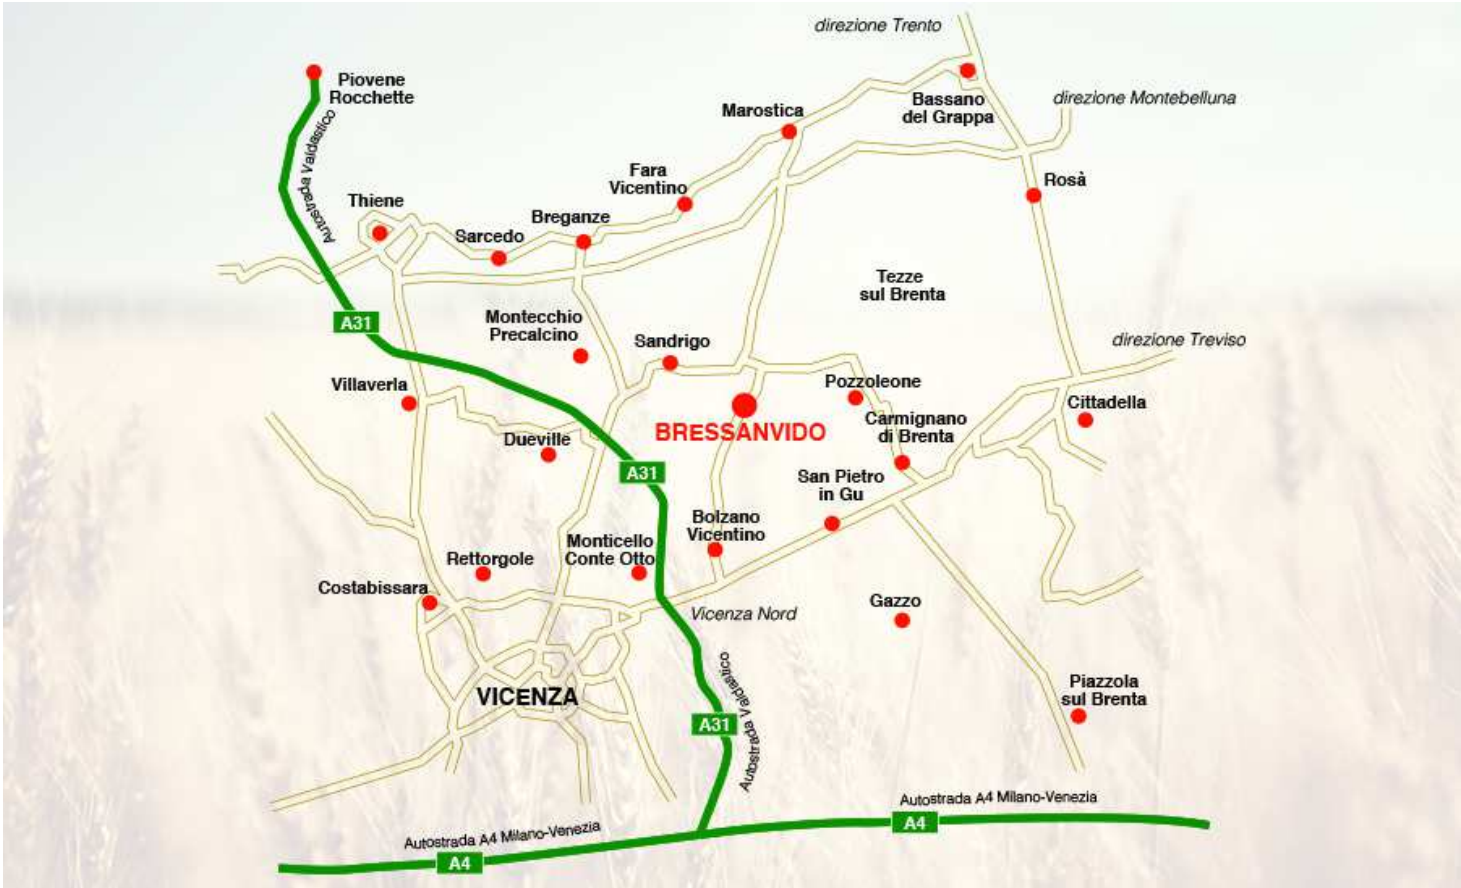 direzione Trento
Piovene
Rocchette
Bassano
del Grappa
direzione Montebelluna
Marostica
Autostrada Valdastico
Fara
Vicentino
Rosà
Thiene
Breganze
Sarcedo
Tezze
sul Brenta
A31
Montecchio
Precalcino
Sandrigo
direzione Treviso
Villaverla
Pozzoleone
Cittadella
BRESSANVIDO
Carmignano
di Brenta
Dueville
A31
San Pietro
in Gu
Bolzano
Vicentino
Monticello
Conte Otto
Rettorgole
Costabissara
Vicenza Nord
Gazzo
VICENZA
Piazzola
sul Brenta
A31
Autostrada Valdastico
Autostrada A4 Milano-Venezia
A4
Autostrada A4 Milano-Venezia
A4